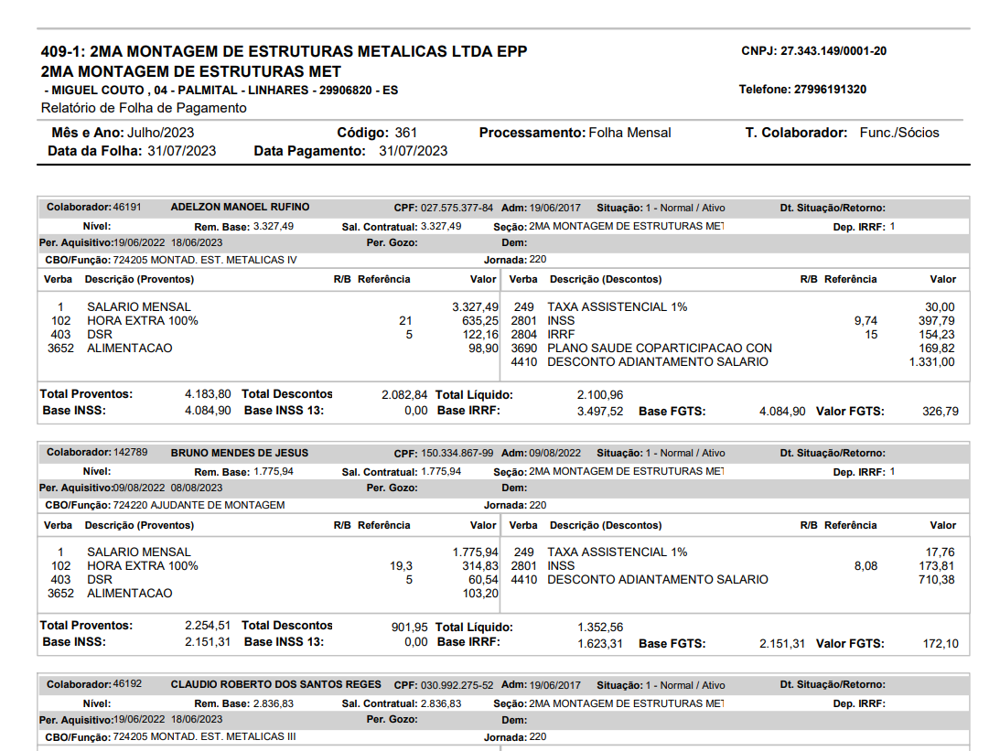 409-1: 2MA MONTAGEM DE ESTRUTURAS METALICAS LTDA EPP CNPJ: 27.343.149/0001-20
2MA MONTAGEM DE ESTRUTURAS MET
- MIGUEL COUTO , 04 - PALMITAL - LINHARES - 29906820 - ES Telefone: 27996191320
Relatório de Folha de Pagamento
Mês e Ano: Julho/2023 Código: 361 Processamento: Folha Mensal T. Colaborador: Func./Sócios
Data da Folha: 31/07/2023 Data Pagamento: 31/07/2023
Colaborador: 46191 ADELZON MANOEL RUFINO CPF: 027.575.377-84 Adm: 19/06/2017 Situação: 1 - Normal / Ativo Dt. Situação/Retorno:
Nível: Rem. Base: 3.327,49 Sal. Contratual: 3.327,49 Seção: 2MA MONTAGEM DE ESTRUTURAS MET Dep. IRRF: 1
Per. Aquisitivo:19/06/2022 18/06/2023 Per. Gozo: Dem:
CBO/Função: 724205 MONTAD. EST. METALICAS IV Jornada: 220
Verba Descrição (Proventos) R/B Referência Valor Verba Descrição (Descontos) R/B Referência Valor
1 SALARIO MENSAL 3.327,49 249 TAXA ASSISTENCIAL 1% 30,00
102 HORA EXTRA 100% 21 635,25 2801 INSS 9,74 397,79
403 DSR 5 122,16 2804 IRRF 15 154,23
3652 ALIMENTACAO 98,90 3690 PLANO SAUDE COPARTICIPACAO CON 169,82
4410 DESCONTO ADIANTAMENTO SALARIO 1.331,00
Total Proventos: 4.183,80 Total Descontos 2.082,84 Total Líquido: 2.100,96
Base INSS: 4.084,90 Base INSS 13: 0,00 Base IRRF: 3.497,52 Base FGTS: 4.084,90 Valor FGTS: 326,79
Colaborador: 142789 BRUNO MENDES DE JESUS CPF: 150.334.867-99 Adm: 09/08/2022 Situação: 1 - Normal / Ativo Dt. Situação/Retorno:
Nível: Rem. Base: 1.775,94 Sal. Contratual: 1.775,94 Seção: 2MA MONTAGEM DE ESTRUTURAS MET Dep. IRRF: 1
Per. Aquisitivo:09/08/2022 08/08/2023 Per. Gozo: Dem:
CBO/Função: 724220 AJUDANTE DE MONTAGEM Jornada: 220
Verba Descrição (Proventos) R/B Referência Valor Verba Descrição (Descontos) R/B Referência Valor
1 SALARIO MENSAL 1.775,94 249 TAXA ASSISTENCIAL 1% 17,76
102 HORA EXTRA 100% 19,3 314,83 2801 INSS 8,08 173,81
403 DSR 5 60,54 4410 DESCONTO ADIANTAMENTO SALARIO 710,38
3652 ALIMENTACAO 103,20
Total Proventos: 2.254,51 Total Descontos 901,95 Total Líquido: 1.352,56
Base INSS: 2.151,31 Base INSS 13: 0,00 Base IRRF: 1.623,31 Base FGTS: 2.151,31 Valor FGTS: 172,10
Colaborador: 46192 CLAUDIO ROBERTO DOS SANTOS REGES CPF: 030.992.275-52 Adm: 19/06/2017 Situação: 1 - Normal / Ativo Dt. Situação/Retorno:
Nível: Rem. Base: 2.836,83 Sal. Contratual: 2.836,83 Seção: 2MA MONTAGEM DE ESTRUTURAS MET Dep. IRRF:
Per. Aquisitivo:19/06/2022 18/06/2023 Per. Gozo: Dem:
CBO/Função: 724205 MONTAD. EST. METALICAS III Jornada: 220